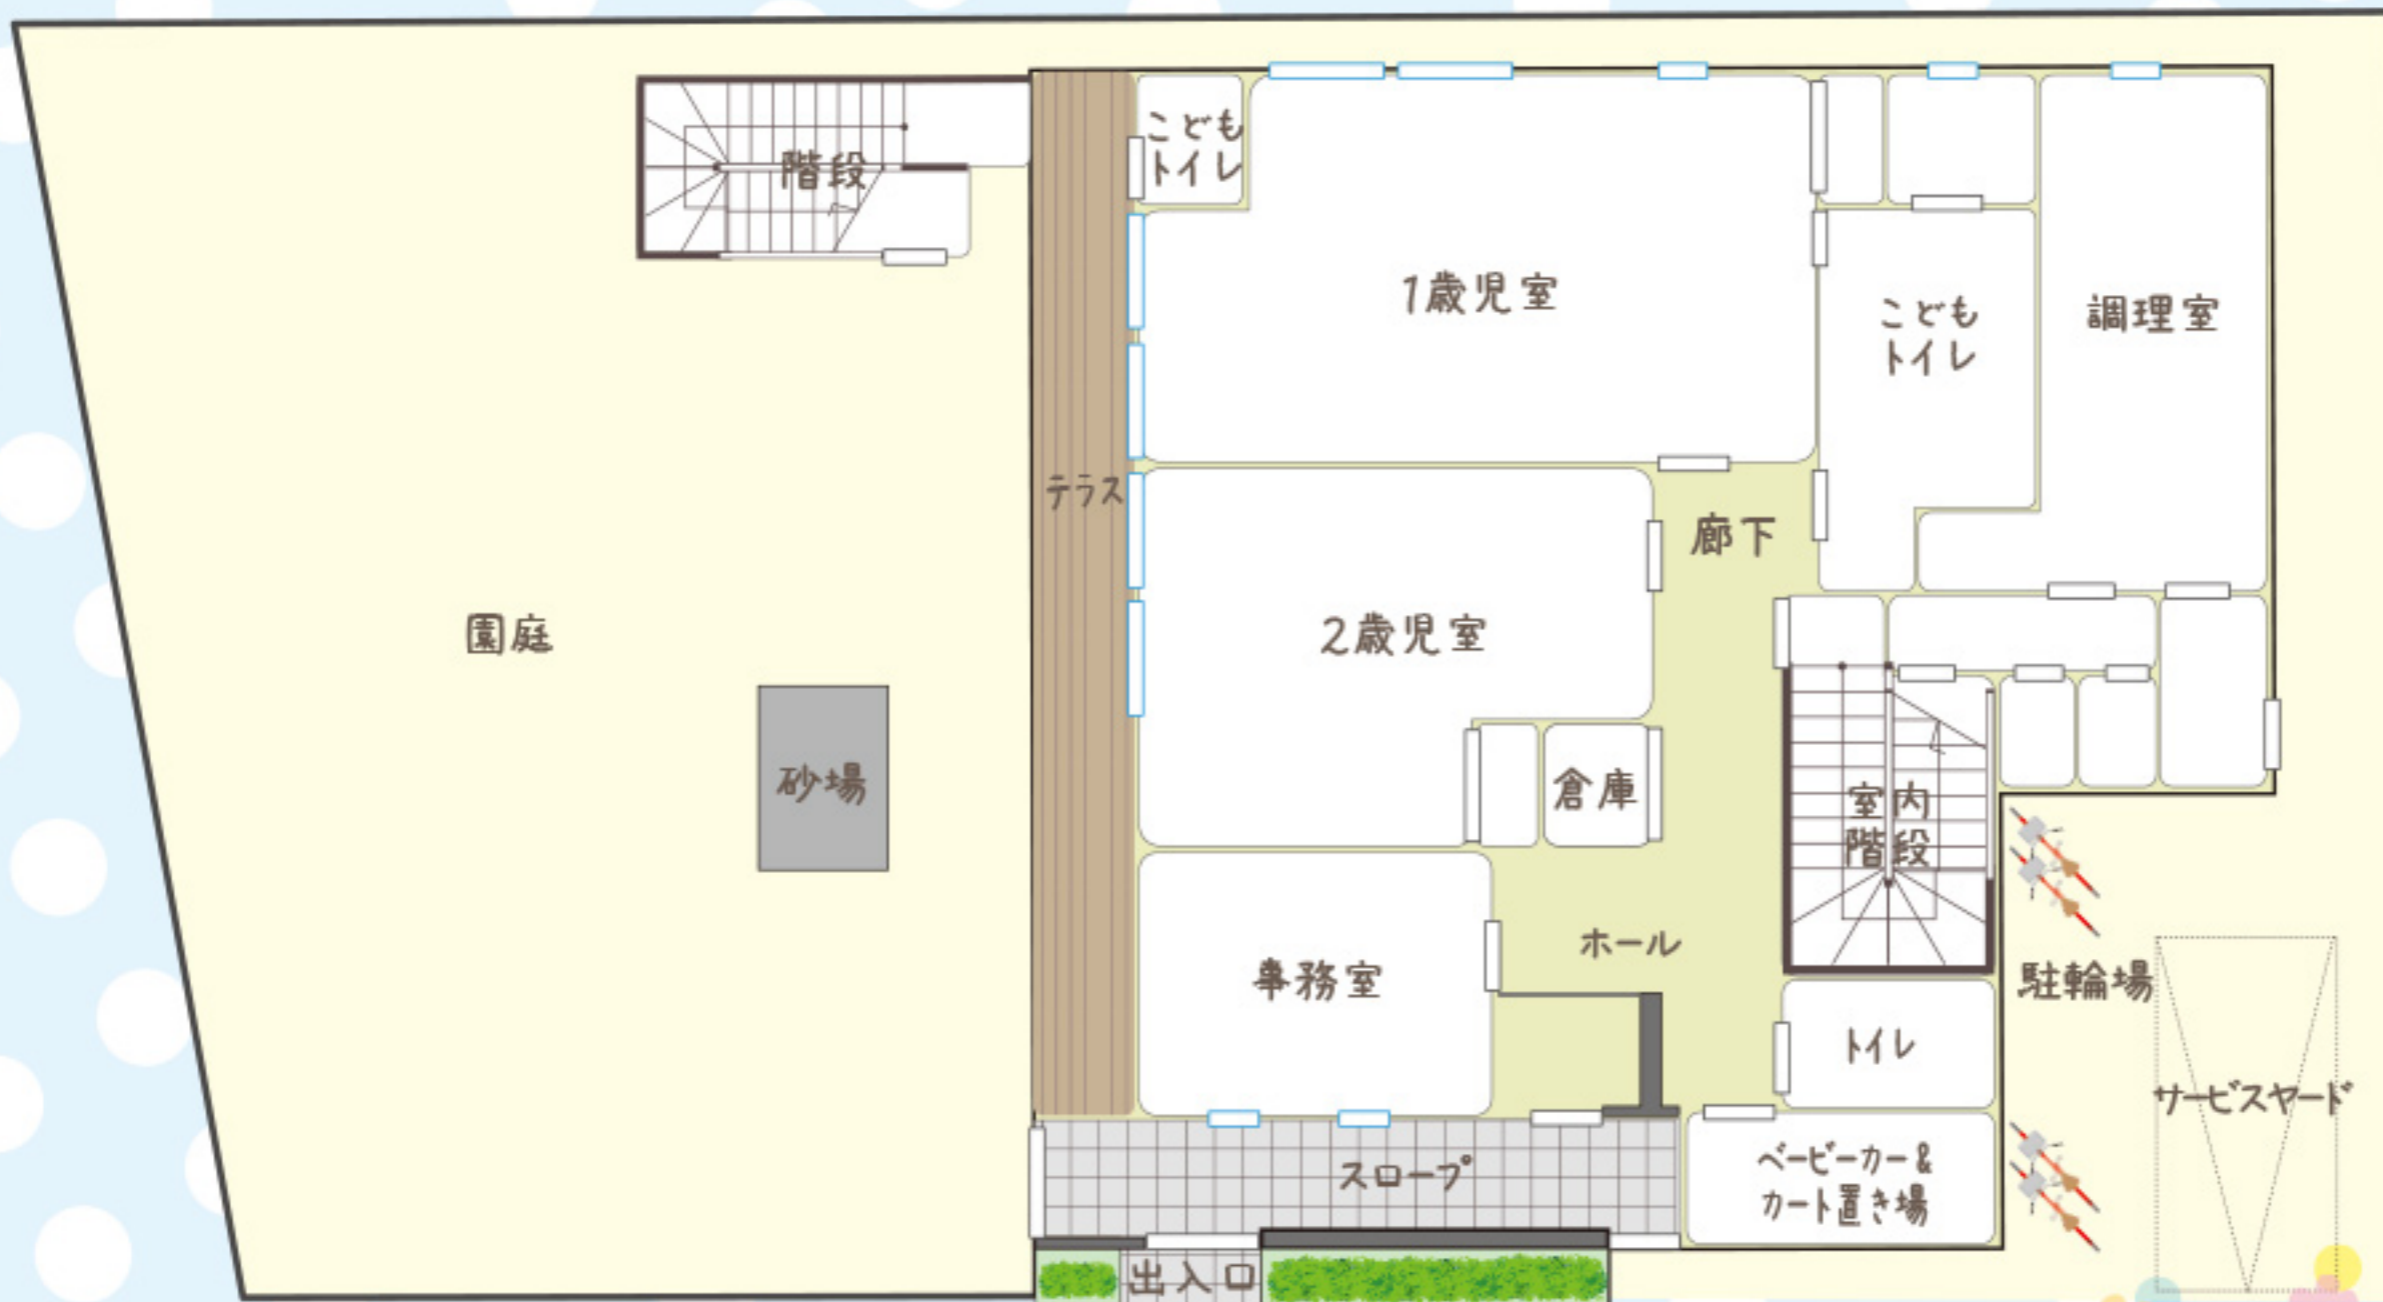 こども
トイレ
階段
1歳児室
こども
トイレ
調理室
テラス
廊下
園庭
2歳児室
砂場
倉庫
室内
階段
ホール
事務室
駐輪場
トイレ
サービスヤード
スロープ
ベービーカー&
カート置き場
出入口